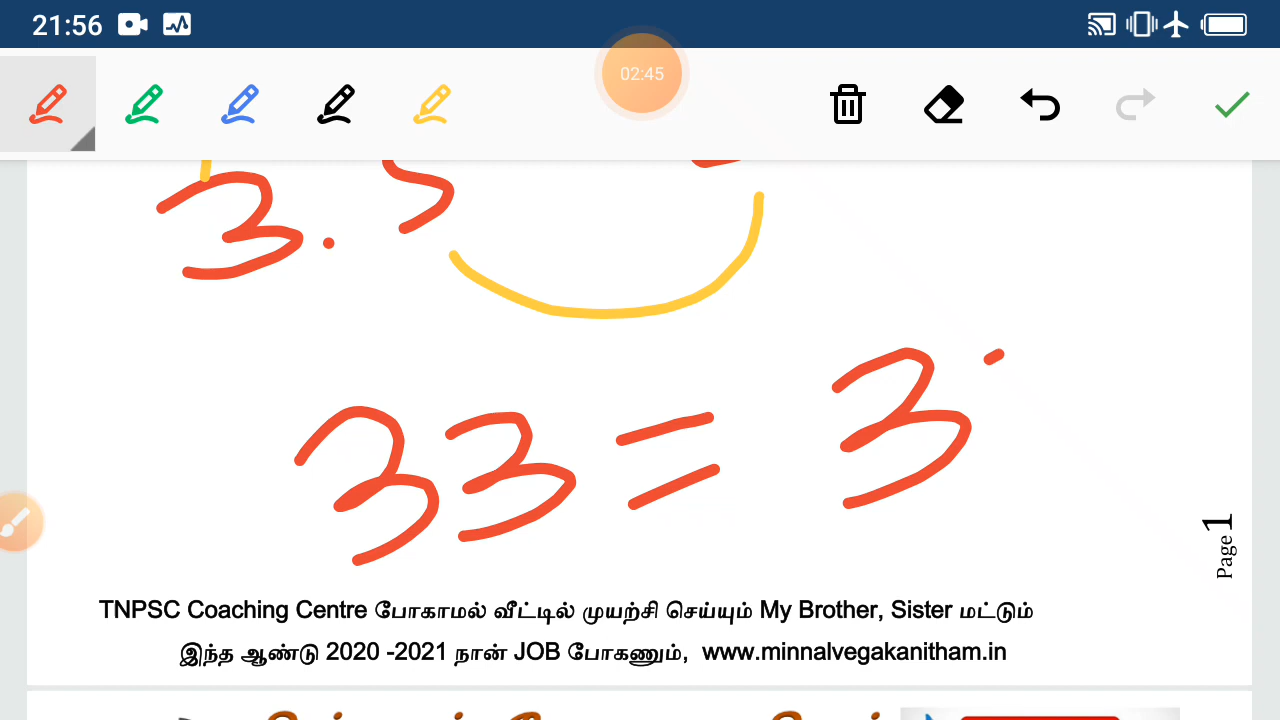 21:56
02:45
3. 5
33 = 3
Page 1
TNPSC Coaching Centre போகாமல் வீட்டில் முயற்சி செய்யும் My Brother, Sister மட்டும்
இந்த ஆண்டு 2020 -2021 நான் JOB போகணும், www.minnalvegakanitham.in